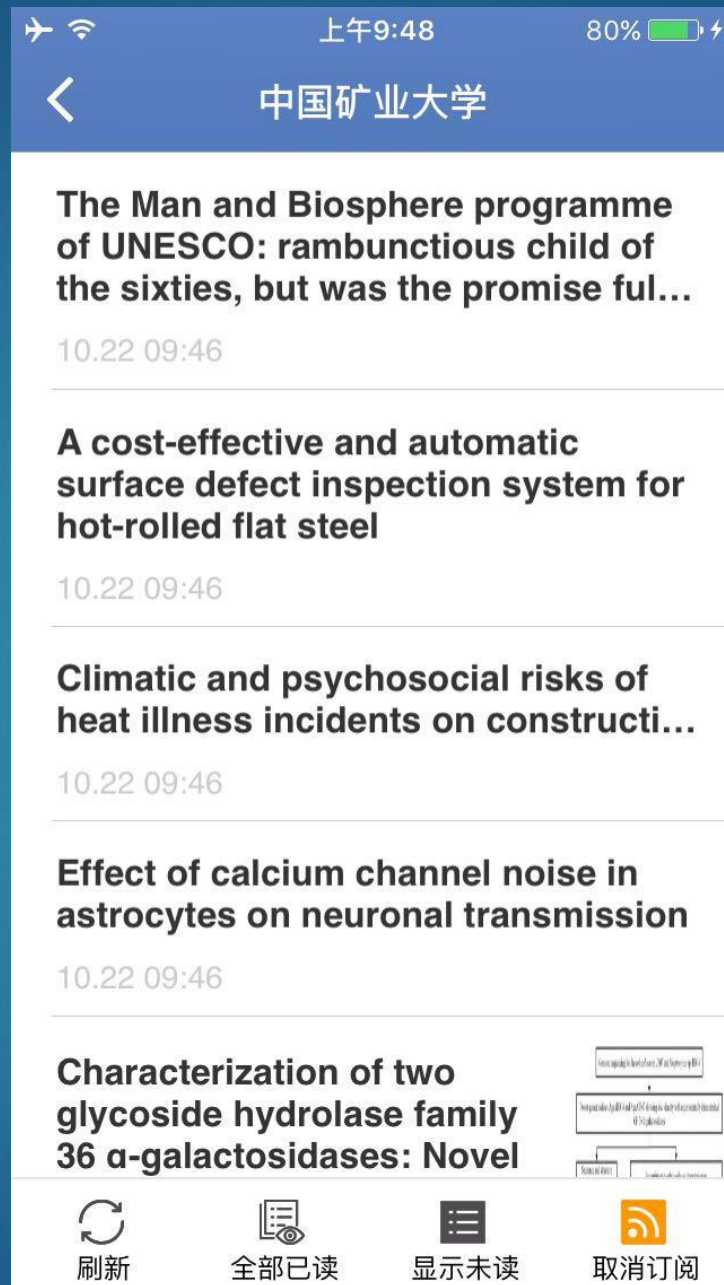 上午9:48
80%
中国矿业大学
The Man and Biosphere programme
of UNESCO: rambunctious child of
the sixties, but was the promise ful...
10.22 09:46
A cost-effective and automatic
surface defect inspection system for
hot-rolled flat steel
10.22 09:46
Climatic and psychosocial risks of
heat illness incidents on constructi...
10.22 09:46
Effect of calcium channel noise in
astrocytes on neuronal transmission
10.22 09:46
Characterization of two
glycoside hydrolase family
36 α-galactosidases: Novel
刷新
全部已读
显示未读
取消订阅